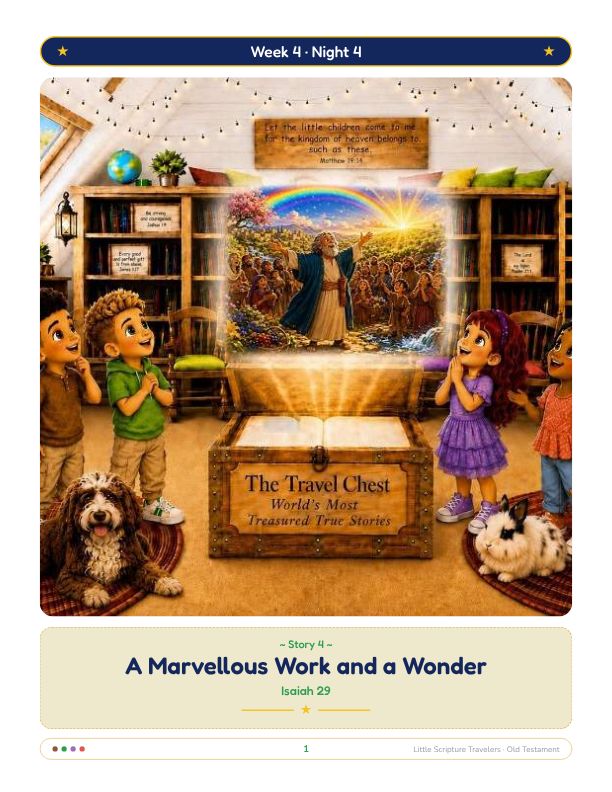 Week 4 · Night 4
Let the little children come to me
for the kingdom of heaven belongs to
such as these.
Matthew 19:14
Be strong
and courageous.
Joshua 1:9
Every good
and perfect gift
is from above.
James 1:17
The Lord
is
my light.
Psalm 27:1
The Travel Chest
World's Most
Treasured True Stories
~ Story 4 ~
A Marvellous Work and a Wonder
Isaiah 29
1
Little Scripture Travelers · Old Testament